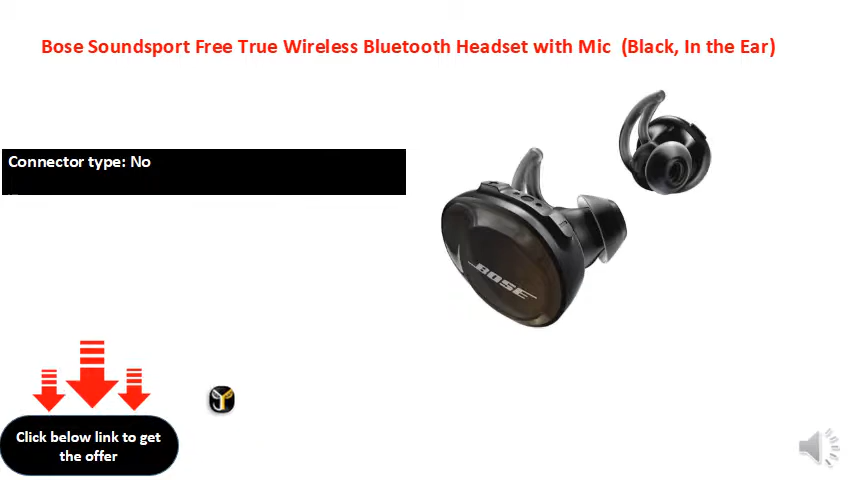 Bose Soundsport Free True Wireless Bluetooth Headset with Mic  (Black, In the Ear)
Connector type: No
BOSE
Click below link to get
the offer